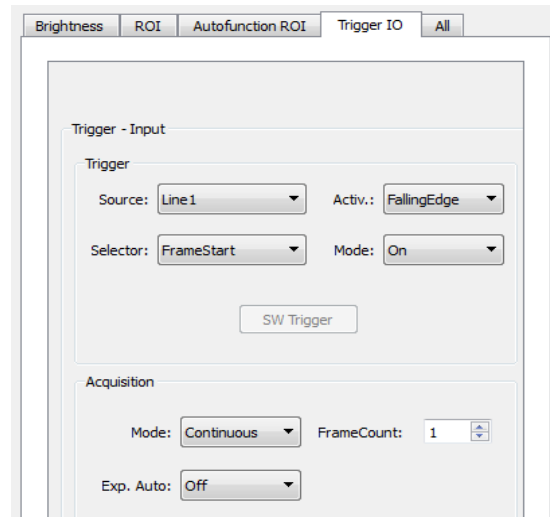 Brightness ROI Autofunction ROI Trigger IO All
Trigger - Input
Trigger
Source: Line1 Activ.: FallingEdge
Selector: FrameStart Mode: On
SW Trigger
Acquisition
Mode: Continuous FrameCount: 1
Exp. Auto: Off